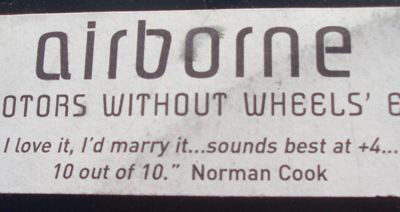 airborne
OTORS WITHOUT WHEELS' E
I love it, I'd marry it...sounds best at +4...
10 out of 10." Norman Cook